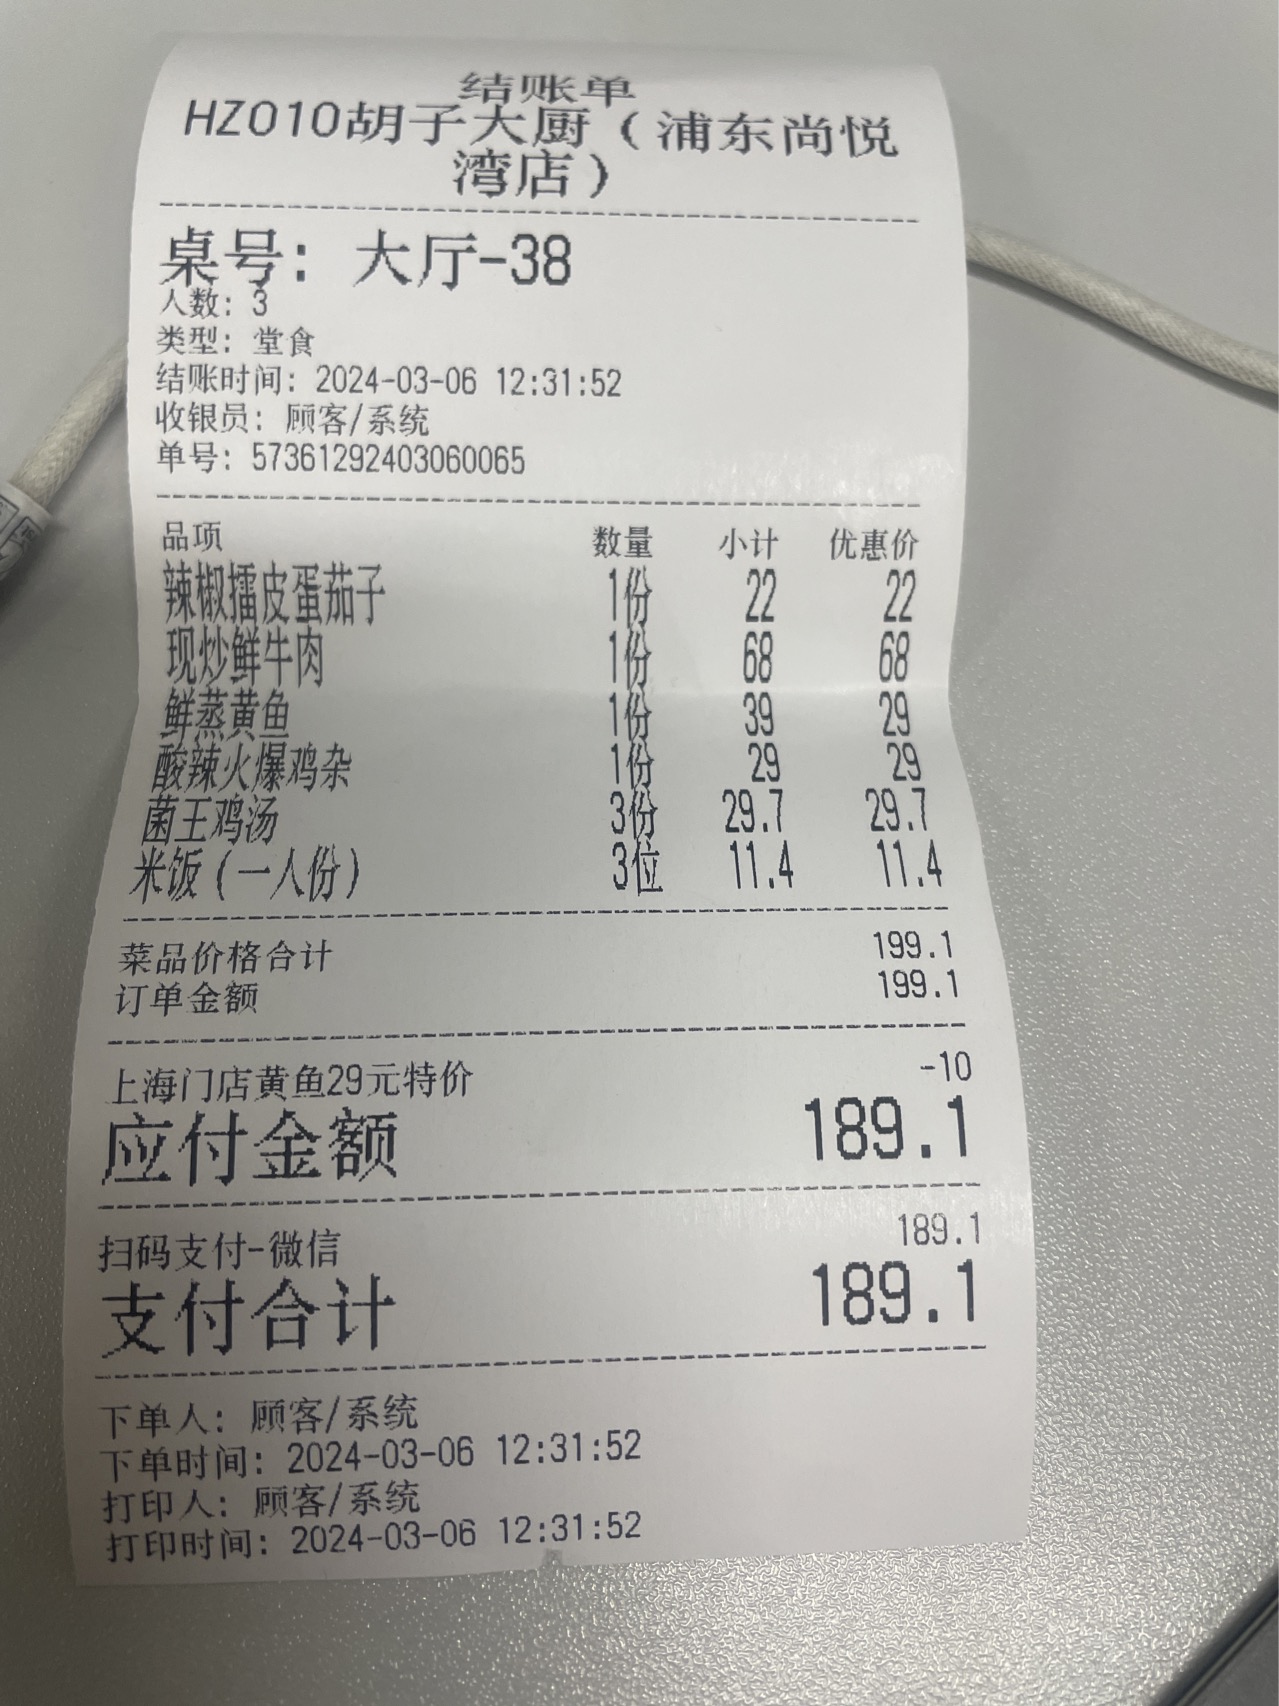 结账单
HZ010胡子大厨（浦东尚悦
湾店）
桌号：大厅-38
人数：3
类型：堂食
结账时间：2024-03-06 12:31:52
收银员：顾客/系统
单号：57361292403060065
品项 数量 小计 优惠价
辣椒擂皮蛋茄子 1份 22 22
现炒鲜牛肉 1份 68 68
鲜蒸黄鱼 1份 39 29
酸辣火爆鸡杂 1份 29 29
菌王鸡汤 3份 29.7 29.7
米饭（一人份） 3位 11.4 11.4
菜品价格合计 199.1
订单金额 199.1
上海门店黄鱼29元特价 -10
应付金额 189.1
扫码支付-微信 189.1
支付合计 189.1
下单人：顾客/系统
下单时间：2024-03-06 12:31:52
打印人：顾客/系统
打印时间：2024-03-06 12:31:52